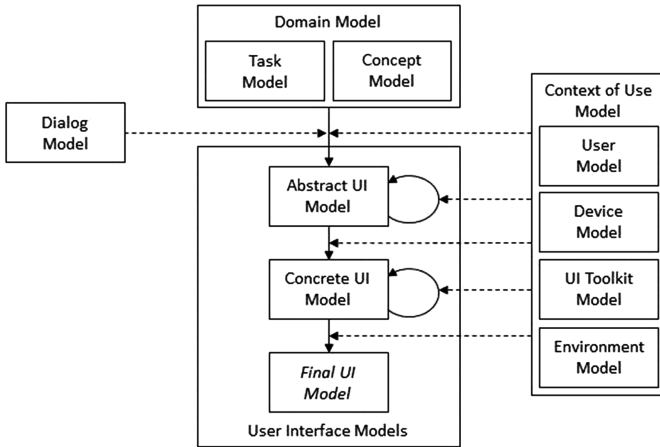 Domain Model
Task
Model
Concept
Model
Dialog
Model
Context of Use
Model
User
Model
Device
Model
UI Toolkit
Model
Environment
Model
Abstract UI
Model
Concrete UI
Model
Final UI
Model
User Interface Models